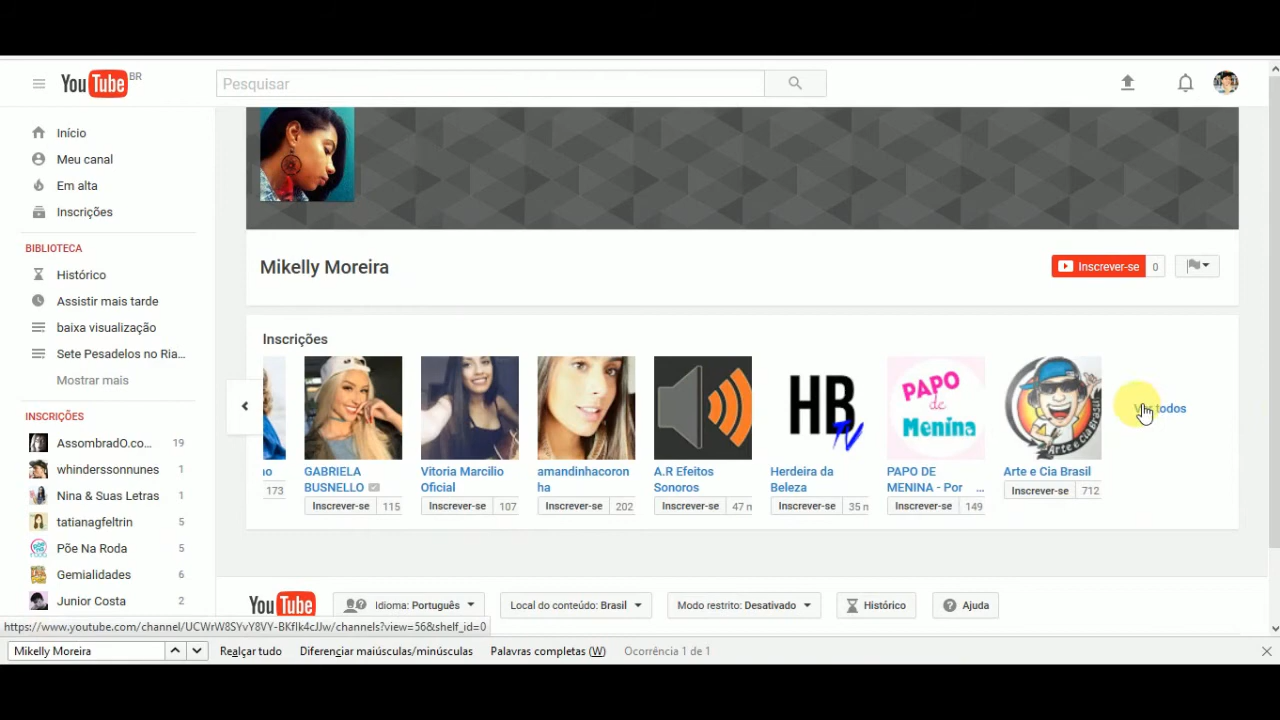 YouTube BR
Pesquisar
Início
Meu canal
Em alta
Inscrições
BIBLIOTECA
Histórico
Assistir mais tarde
baixa visualização
Sete Pesadelos no Ria...
Mostrar mais
INSCRIÇÕES
AssombradO.co... 19
whinderssonnunes 1
Nina & Suas Letras 1
tatianagfeltrin 5
Põe Na Roda 5
Gemialidades 6
Junior Costa 2
Mikelly Moreira
Inscrever-se 0
Inscrições
no
173
GABRIELA
BUSNELLO
Inscrever-se 115
Vitoria Marcilio
Oficial
Inscrever-se 107
amandinhacoron
ha
Inscrever-se 202
A.R Efeitos
Sonoros
Inscrever-se 47 n
HB
TV
Herdeira da
Beleza
Inscrever-se 35 n
PAPO
de
Menina
PAPO DE
MENINA - Por ...
Inscrever-se 149
Arte e Cia Brasil
Arte e Cia Brasil
Inscrever-se 712
todos
YouTube
Idioma: Português
Local do conteúdo: Brasil
Modo restrito: Desativado
Histórico
Ajuda
https://www.youtube.com/channel/UCWrW8SYvY8VY-BKfIk4cJJw/channels?view=56&shelf_id=0
Mikelly Moreira
Realçar tudo
Diferenciar maiúsculas/minúsculas
Palavras completas (W)
Ocorrência 1 de 1